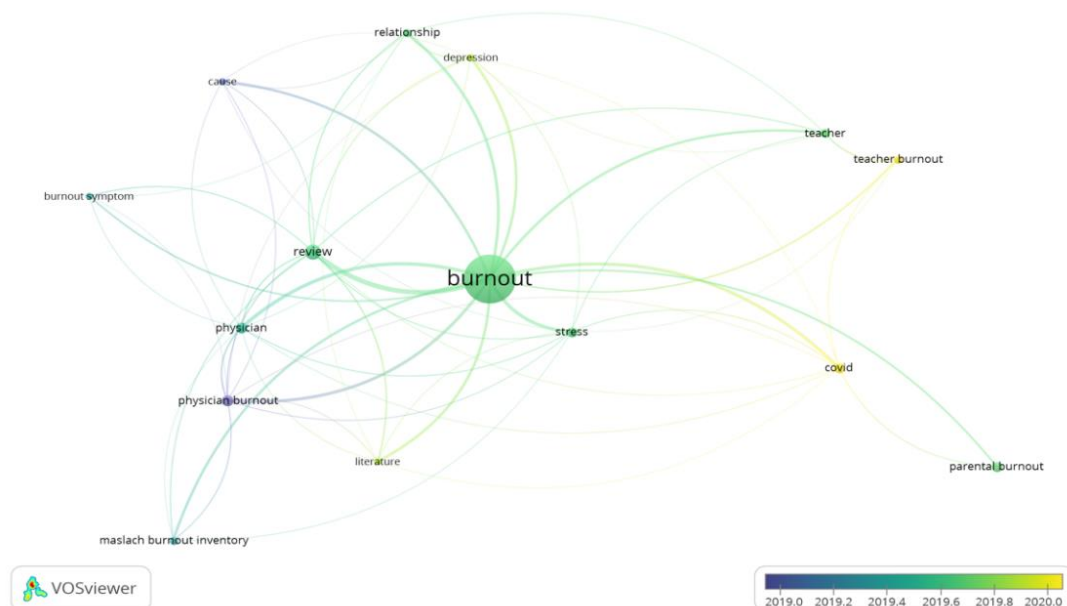 relationship
depression
cause
teacher
teacher burnout
burnout symptom
review
burnout
physician
stress
covid
physician burnout
literature
parental burnout
maslach burnout inventory
VOSviewer
2019.0 2019.2 2019.4 2019.6 2019.8 2020.0